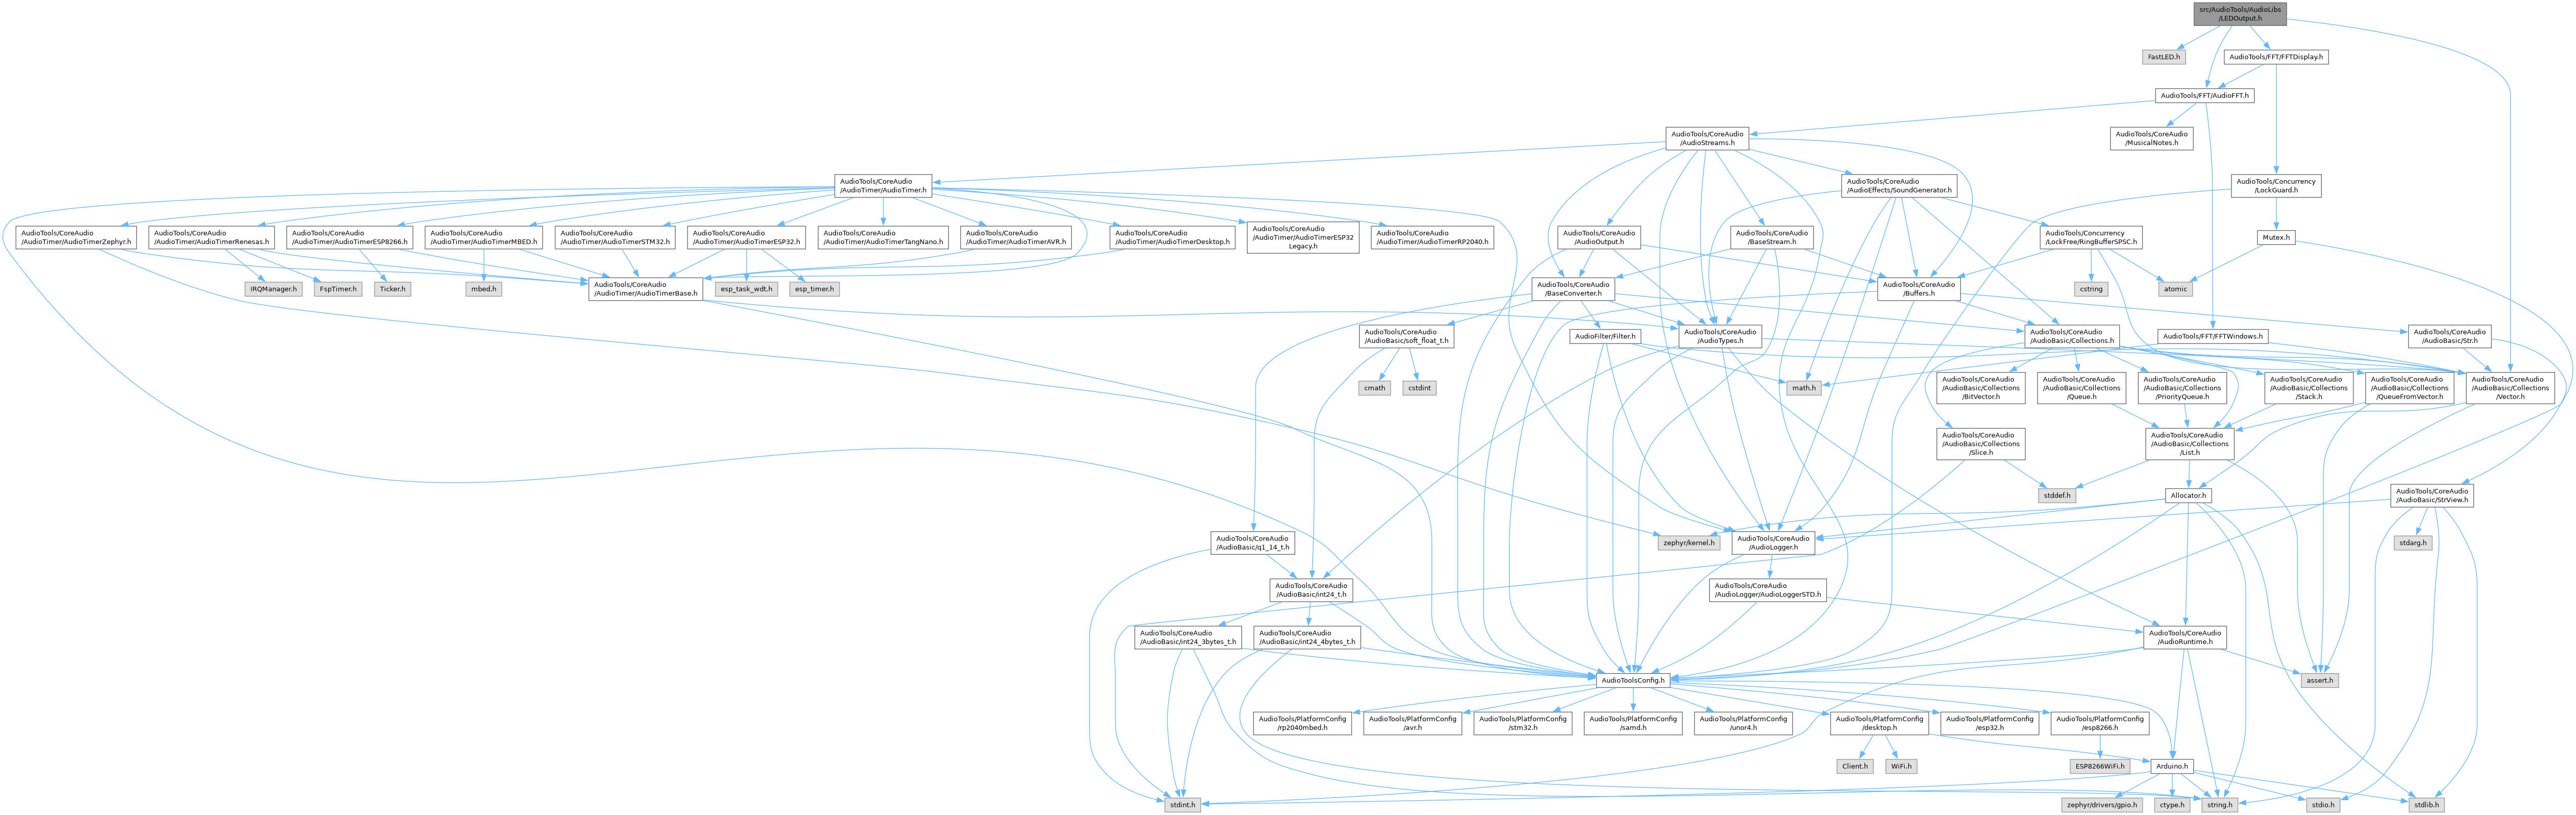 src/AudioTools/AudioLibs
/LEDOutput.h
FastLED.h
AudioTools/FFT/FFTDisplay.h
AudioTools/FFT/AudioFFT.h
AudioTools/CoreAudio
/AudioStreams.h
AudioTools/CoreAudio
/MusicalNotes.h
AudioTools/CoreAudio
/AudioTimer/AudioTimer.h
AudioTools/CoreAudio
/AudioEffects/SoundGenerator.h
AudioTools/Concurrency
/LockGuard.h
AudioTools/CoreAudio
/AudioTimer/AudioTimerZephyr.h
AudioTools/CoreAudio
/AudioTimer/AudioTimerRenesas.h
AudioTools/CoreAudio
/AudioTimer/AudioTimerESP8266.h
AudioTools/CoreAudio
/AudioTimer/AudioTimerMBED.h
AudioTools/CoreAudio
/AudioTimer/AudioTimerSTM32.h
AudioTools/CoreAudio
/AudioTimer/AudioTimerESP32.h
AudioTools/CoreAudio
/AudioTimer/AudioTimerTangNano.h
AudioTools/CoreAudio
/AudioTimer/AudioTimerAVR.h
AudioTools/CoreAudio
/AudioTimer/AudioTimerDesktop.h
AudioTools/CoreAudio
/AudioTimer/AudioTimerESP32
Legacy.h
AudioTools/CoreAudio
/AudioTimer/AudioTimerRP2040.h
AudioTools/CoreAudio
/AudioOutput.h
AudioTools/CoreAudio
/BaseStream.h
AudioTools/Concurrency
/LockFree/RingBufferSPSC.h
Mutex.h
IRQManager.h
FspTimer.h
Ticker.h
mbed.h
AudioTools/CoreAudio
/AudioTimer/AudioTimerBase.h
esp_task_wdt.h
esp_timer.h
AudioTools/CoreAudio
/BaseConverter.h
AudioTools/CoreAudio
/Buffers.h
cstring
atomic
AudioTools/CoreAudio
/AudioBasic/soft_float_t.h
AudioFilter/Filter.h
AudioTools/CoreAudio
/AudioTypes.h
AudioTools/CoreAudio
/AudioBasic/Collections.h
AudioTools/FFT/FFTWindows.h
AudioTools/CoreAudio
/AudioBasic/Str.h
cmath
cstdint
math.h
AudioTools/CoreAudio
/AudioBasic/Collections
/BitVector.h
AudioTools/CoreAudio
/AudioBasic/Collections
/Queue.h
AudioTools/CoreAudio
/AudioBasic/Collections
/PriorityQueue.h
AudioTools/CoreAudio
/AudioBasic/Collections
/Stack.h
AudioTools/CoreAudio
/AudioBasic/Collections
/QueueFromVector.h
AudioTools/CoreAudio
/AudioBasic/Collections
/Vector.h
AudioTools/CoreAudio
/AudioBasic/Collections
/Slice.h
AudioTools/CoreAudio
/AudioBasic/Collections
/List.h
stddef.h
Allocator.h
AudioTools/CoreAudio
/AudioBasic/StrView.h
AudioTools/CoreAudio
/AudioBasic/q1_14_t.h
zephyr/kernel.h
AudioTools/CoreAudio
/AudioLogger.h
stdarg.h
AudioTools/CoreAudio
/AudioBasic/int24_t.h
AudioTools/CoreAudio
/AudioLogger/AudioLoggerSTD.h
AudioTools/CoreAudio
/AudioBasic/int24_3bytes_t.h
AudioTools/CoreAudio
/AudioBasic/int24_4bytes_t.h
AudioTools/CoreAudio
/AudioRuntime.h
AudioToolsConfig.h
assert.h
AudioTools/PlatformConfig
/rp2040mbed.h
AudioTools/PlatformConfig
/avr.h
AudioTools/PlatformConfig
/stm32.h
AudioTools/PlatformConfig
/samd.h
AudioTools/PlatformConfig
/unor4.h
AudioTools/PlatformConfig
/desktop.h
AudioTools/PlatformConfig
/esp32.h
AudioTools/PlatformConfig
/esp8266.h
Client.h
WiFi.h
ESP8266WiFi.h
Arduino.h
stdint.h
zephyr/drivers/gpio.h
ctype.h
string.h
stdio.h
stdlib.h